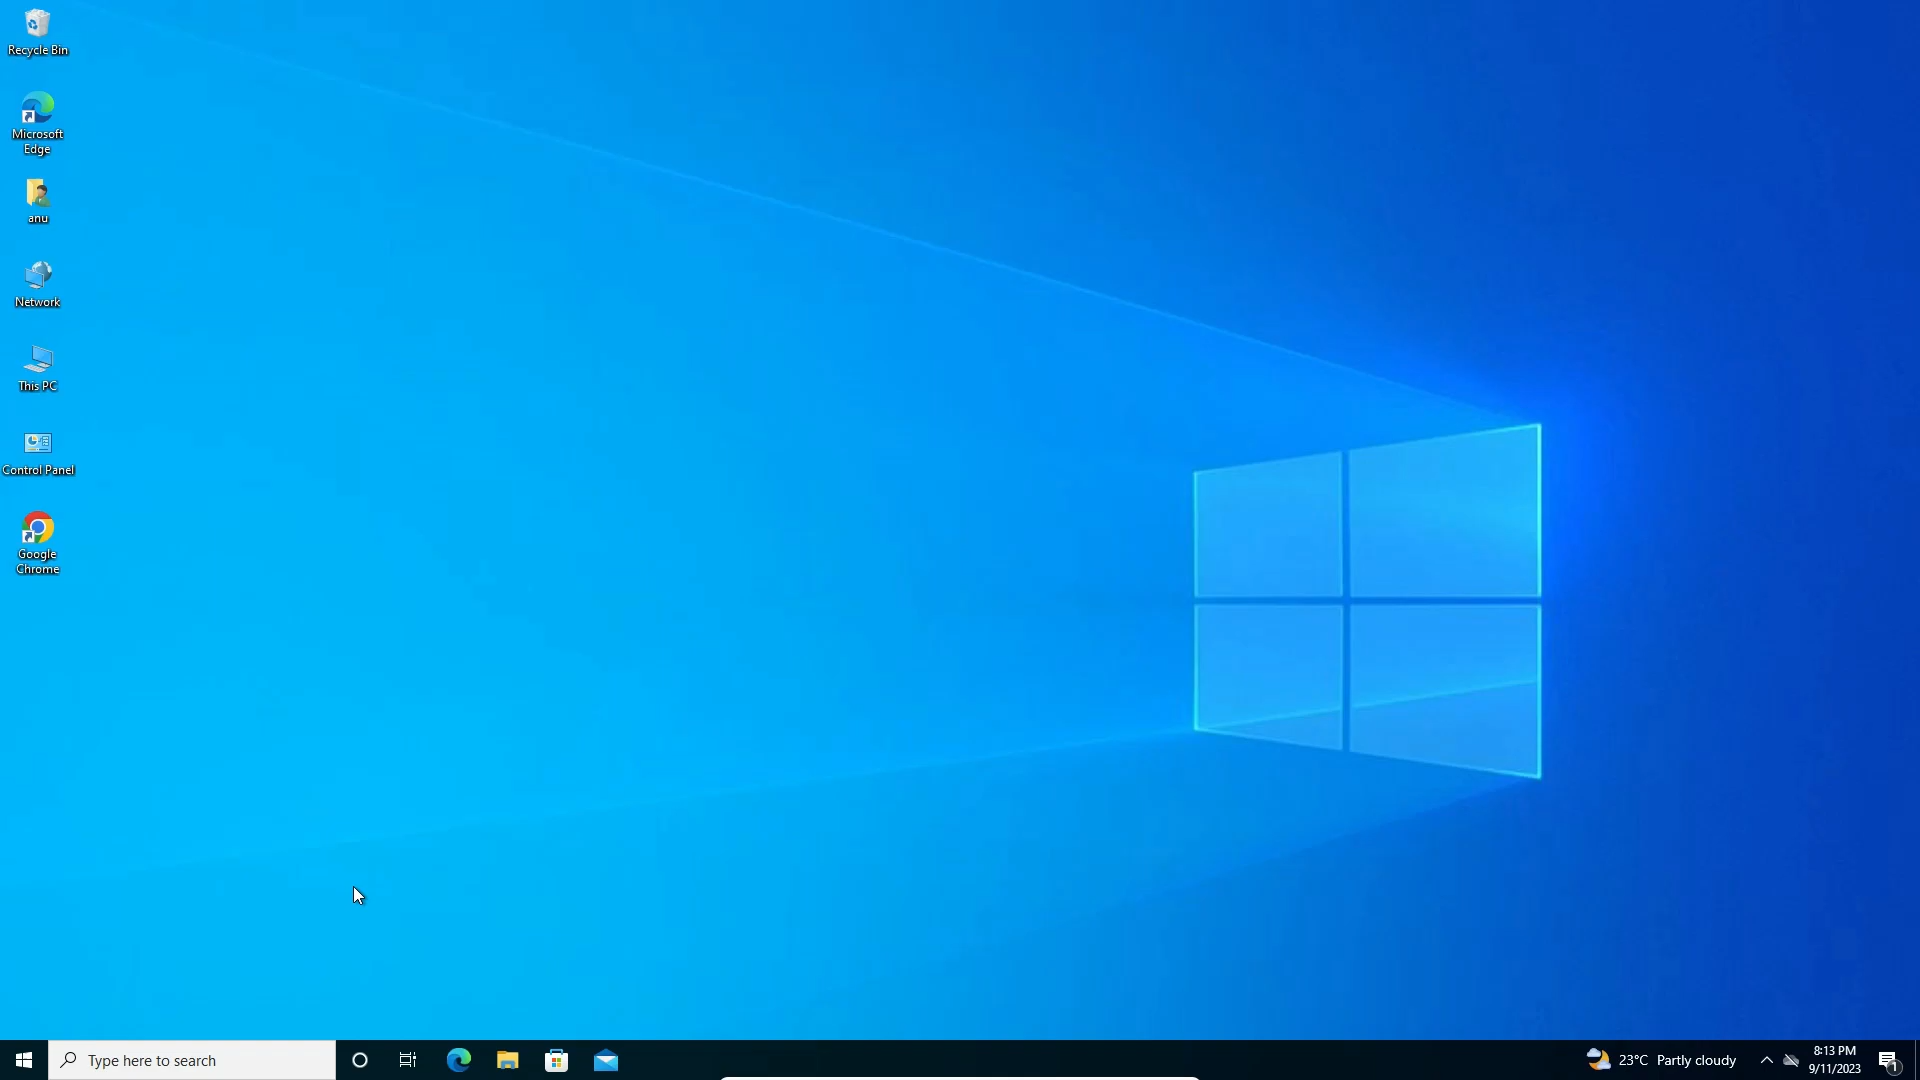 Recycle Bin
Microsoft
Edge
anu
Network
This PC
Control Panel
Google
Chrome
Type here to search
23°C Partly cloudy
8:13 PM
9/11/2023
1